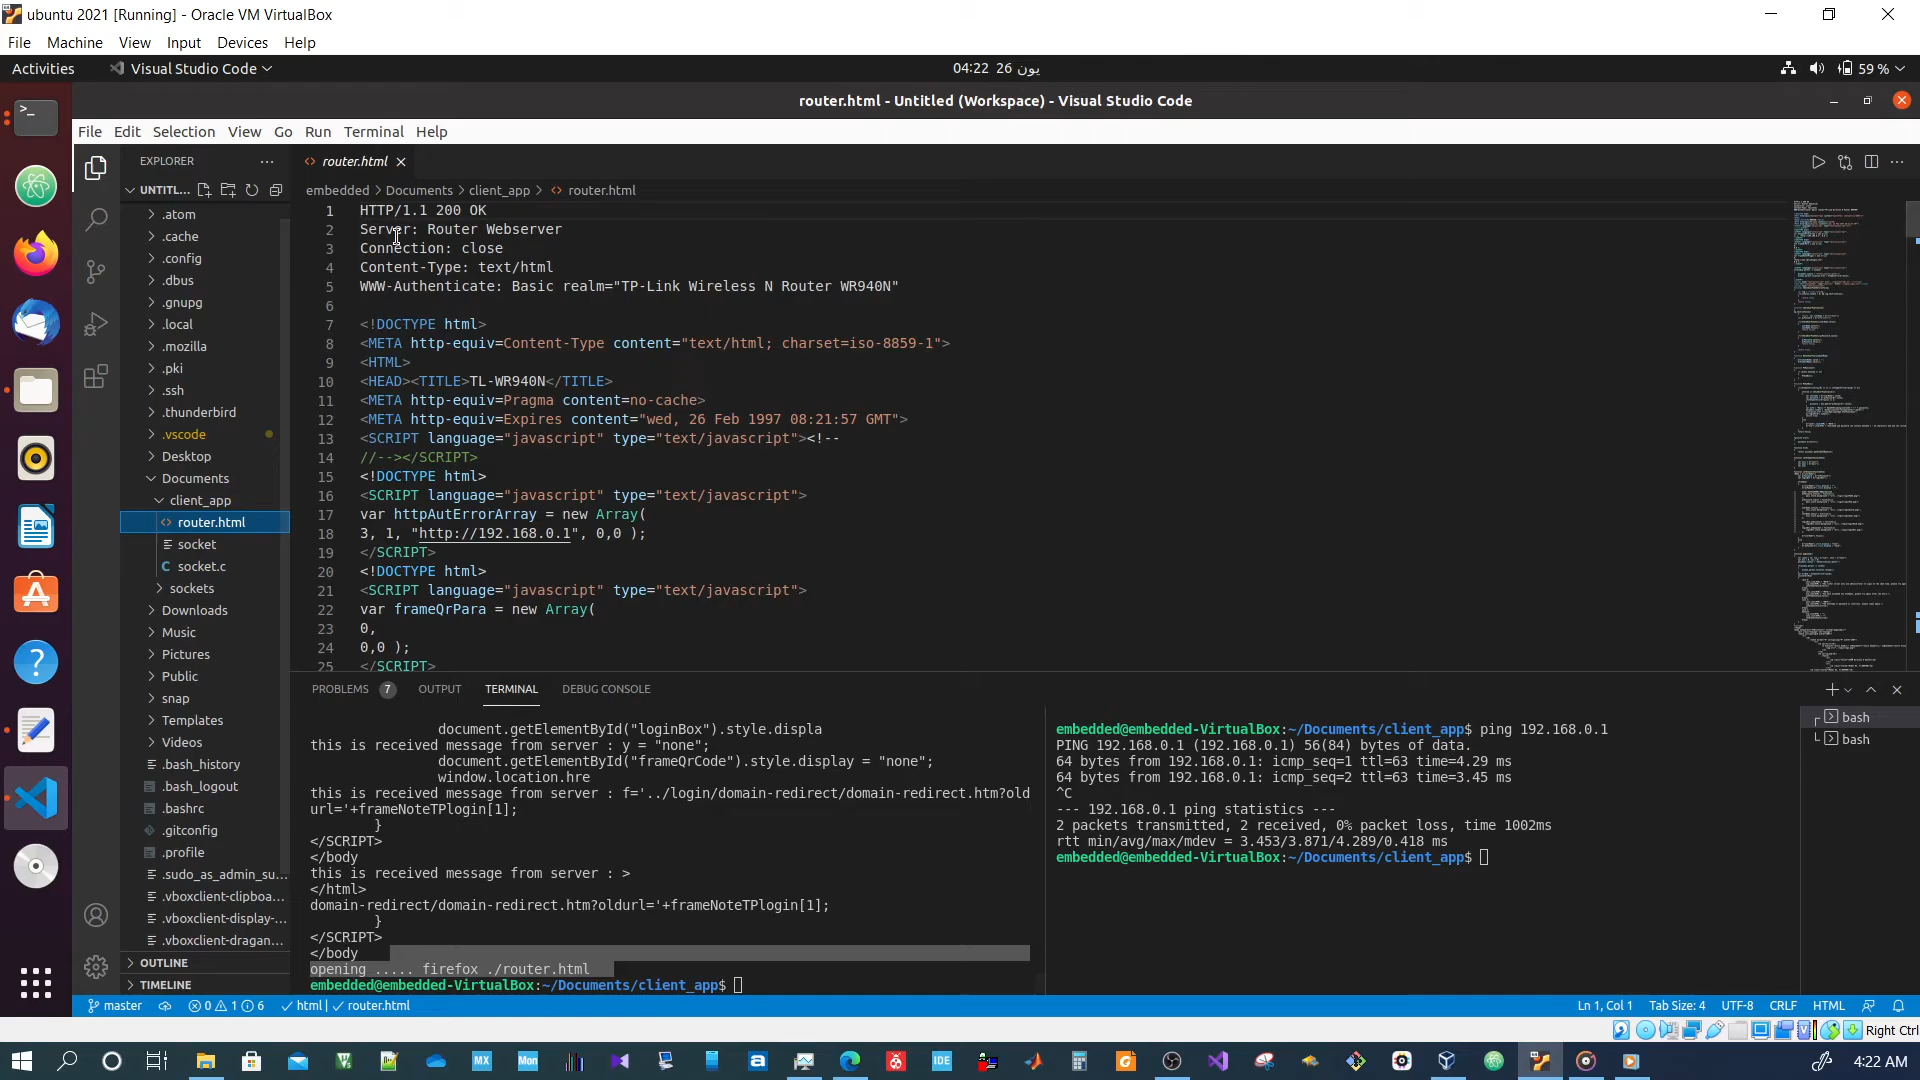 ubuntu 2021 [Running] - Oracle VM VirtualBox
File Machine View Input Devices Help
Activities Visual Studio Code 04:22 26 يون 59 %
router.html - Untitled (Workspace) - Visual Studio Code
File Edit Selection View Go Run Terminal Help
EXPLORER ...
router.html
UNTITL...
embedded > Documents > client_app > router.html
.atom
.cache
.config
.dbus
.gnupg
.local
.mozilla
.pki
.ssh
.thunderbird
.vscode
Desktop
Documents
client_app
router.html
socket
socket.c
sockets
Downloads
Music
Pictures
Public
snap
Templates
Videos
.bash_history
.bash_logout
.bashrc
.gitconfig
.profile
.sudo_as_admin_su...
.vboxclient-clipboa...
.vboxclient-display-...
.vboxclient-dragan...
OUTLINE
TIMELINE
1 HTTP/1.1 200 OK
2 Server: Router Webserver
3 Connection: close
4 Content-Type: text/html
5 WWW-Authenticate: Basic realm="TP-Link Wireless N Router WR940N"
6
7 <!DOCTYPE html>
8 <META http-equiv=Content-Type content="text/html; charset=iso-8859-1">
9 <HTML>
10 <HEAD><TITLE>TL-WR940N</TITLE>
11 <META http-equiv=Pragma content=no-cache>
12 <META http-equiv=Expires content="wed, 26 Feb 1997 08:21:57 GMT">
13 <SCRIPT language="javascript" type="text/javascript"><!--
14 //--></SCRIPT>
15 <!DOCTYPE html>
16 <SCRIPT language="javascript" type="text/javascript">
17 var httpAutErrorArray = new Array(
18 3, 1, "http://192.168.0.1", 0,0 );
19 </SCRIPT>
20 <!DOCTYPE html>
21 <SCRIPT language="javascript" type="text/javascript">
22 var frameQrPara = new Array(
23 0,
24 0,0 );
25 </SCRIPT>
PROBLEMS 7 OUTPUT TERMINAL DEBUG CONSOLE
document.getElementById("loginBox").style.displa
this is received message from server : y = "none";
document.getElementById("frameQrCode").style.display = "none";
window.location.hre
this is received message from server : f='../login/domain-redirect/domain-redirect.htm?old
url='+frameNoteTPlogin[1];
}
</SCRIPT>
</body
this is received message from server : >
</html>
domain-redirect/domain-redirect.htm?oldurl='+frameNoteTPlogin[1];
}
</SCRIPT>
</body
opening ..... firefox ./router.html
embedded@embedded-VirtualBox:~/Documents/client_app$
embedded@embedded-VirtualBox:~/Documents/client_app$ ping 192.168.0.1
PING 192.168.0.1 (192.168.0.1) 56(84) bytes of data.
64 bytes from 192.168.0.1: icmp_seq=1 ttl=63 time=4.29 ms
64 bytes from 192.168.0.1: icmp_seq=2 ttl=63 time=3.45 ms
^C
--- 192.168.0.1 ping statistics ---
2 packets transmitted, 2 received, 0% packet loss, time 1002ms
rtt min/avg/max/mdev = 3.453/3.871/4.289/0.418 ms
embedded@embedded-VirtualBox:~/Documents/client_app$
bash
bash
master 0 1 6 html | router.html Ln 1, Col 1 Tab Size: 4 UTF-8 CRLF HTML
Right Ctrl
MX Mon IDE 4:22 AM